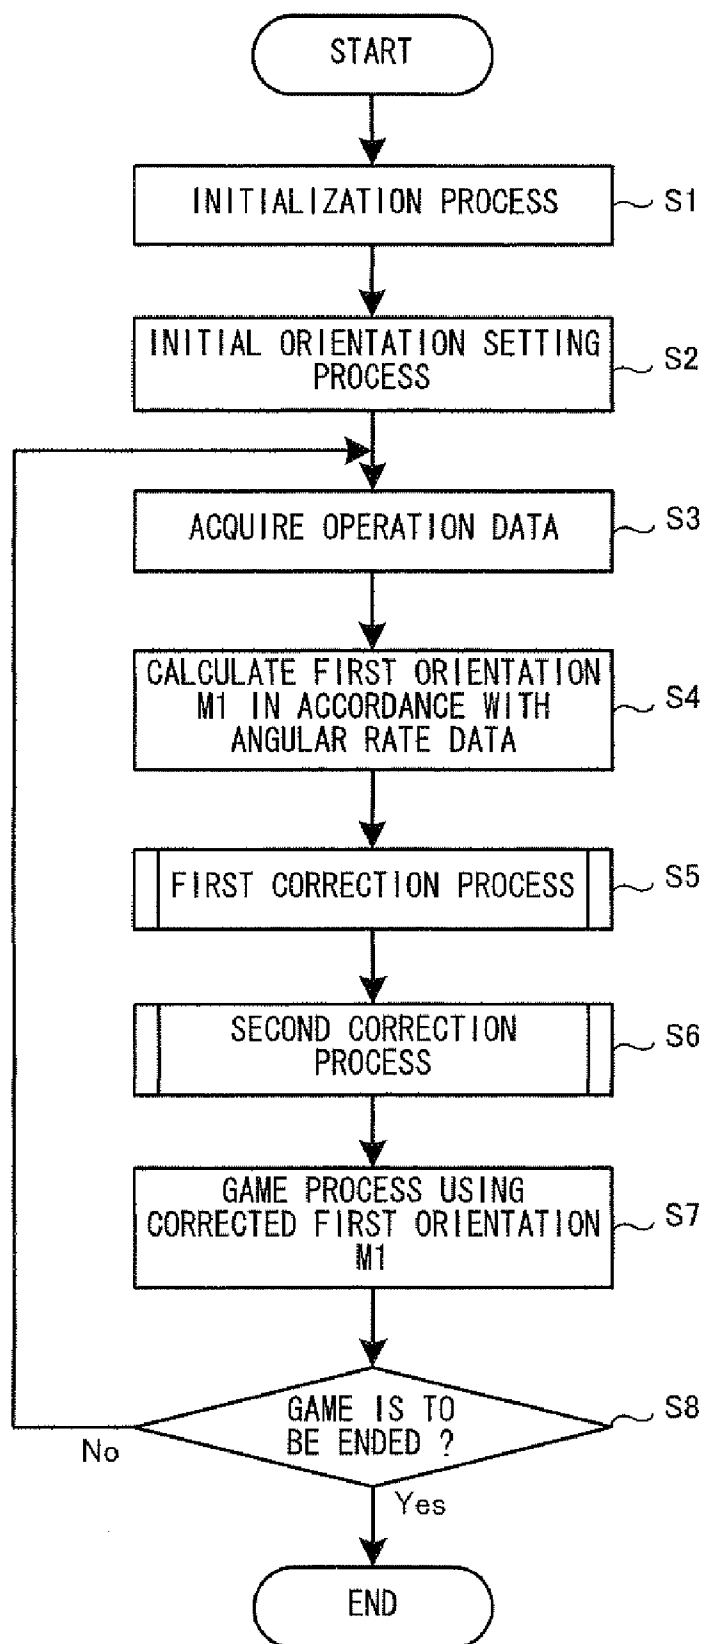 START
INITIALIZATION PROCESS
S1
INITIAL ORIENTATION SETTING
PROCESS
S2
ACQUIRE OPERATION DATA
S3
CALCULATE FIRST ORIENTATION
M1 IN ACCORDANCE WITH
ANGULAR RATE DATA
S4
FIRST CORRECTION PROCESS
S5
SECOND CORRECTION
PROCESS
S6
GAME PROCESS USING
CORRECTED FIRST ORIENTATION
M1
S7
GAME IS TO
BE ENDED ?
S8
No
Yes
END